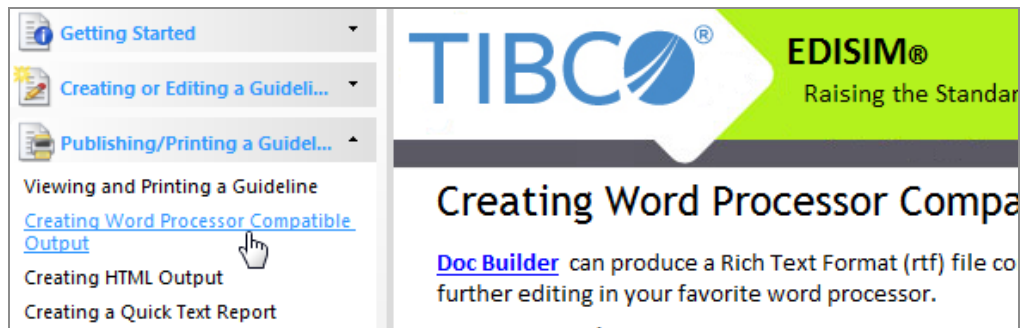 Getting Started
Creating or Editing a Guideli...
Publishing/Printing a Guidel...
Viewing and Printing a Guideline
Creating Word Processor Compatible
Output
Creating HTML Output
Creating a Quick Text Report
TIBCO®
EDISIM®
Raising the Standar
Creating Word Processor Compa
Doc Builder can produce a Rich Text Format (rtf) file co
further editing in your favorite word processor.